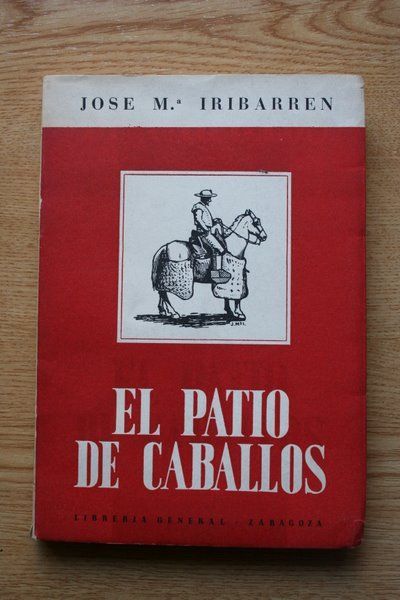 JOSE M.ª IRIBARREN
EL PATIO
DE CABALLOS
LIBRERIA GENERAL - ZARAGOZA